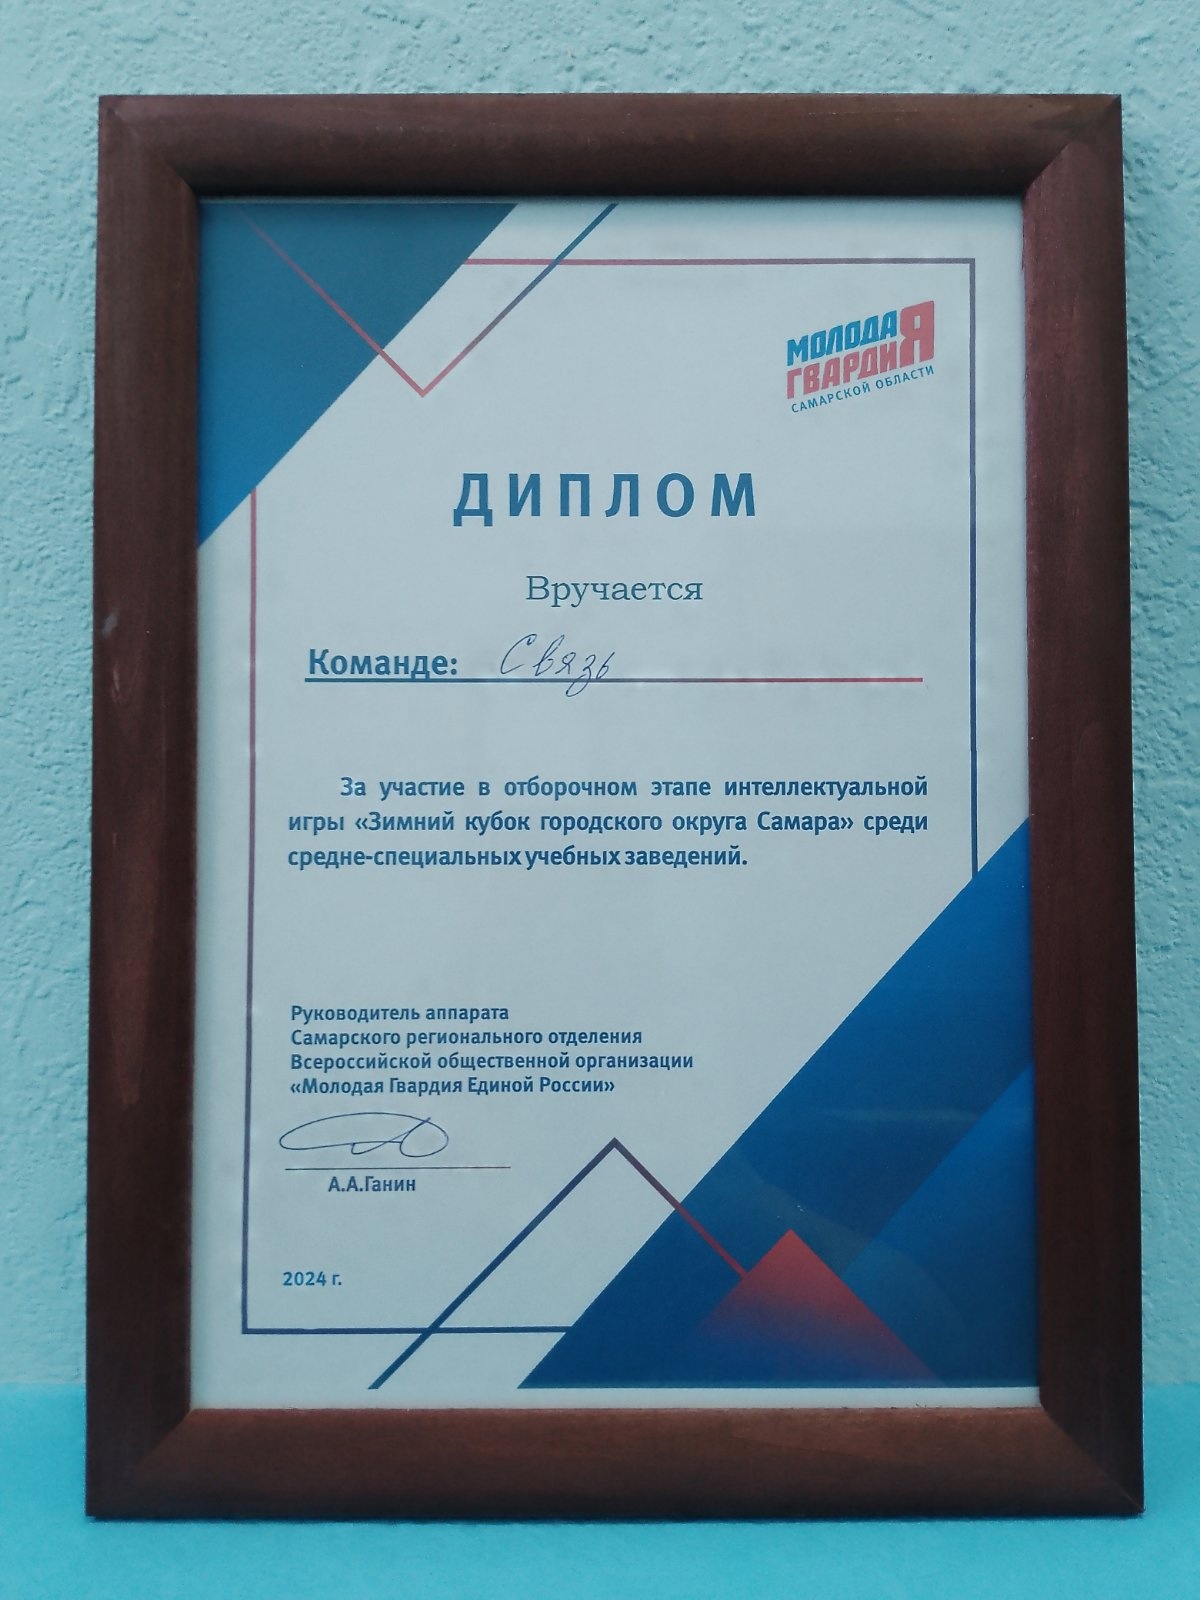 МОЛОДАЯ
ГВАРДИЯ
САМАРСКОЙ ОБЛАСТИ
ДИПЛОМ
Вручается
Команде: Связь
За участие в отборочном этапе интеллектуальной
игры «Зимний кубок городского округа Самара» среди
средне-специальных учебных заведений.
Руководитель аппарата
Самарского регионального отделения
Всероссийской общественной организации
«Молодая Гвардия Единой России»
А.А.Ганин
2024 г.